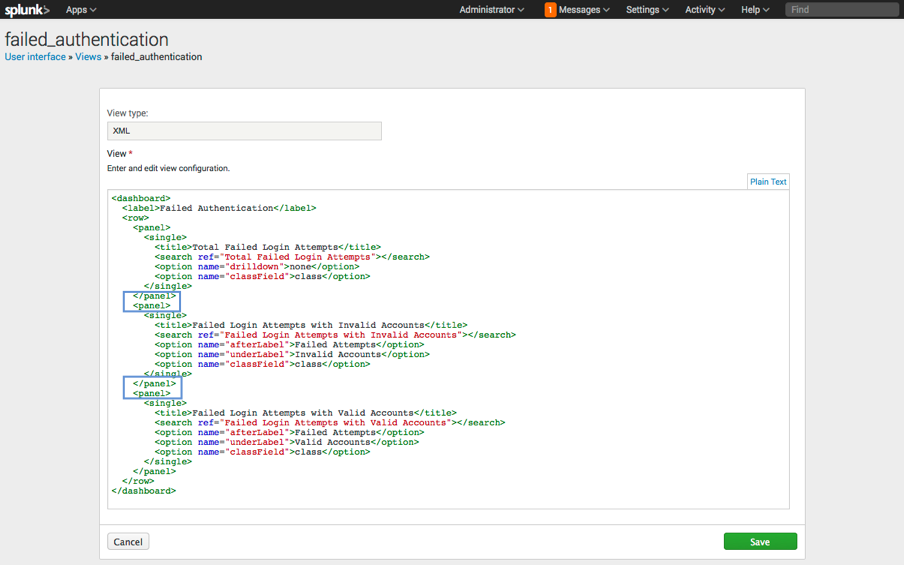 splunk> Apps Administrator 1 Messages Settings Activity Help Find
failed_authentication
User interface » Views » failed_authentication
View type:
XML
View *
Enter and edit view configuration.
Plain Text
<dashboard>
<label>Failed Authentication</label>
<row>
<panel>
<single>
<title>Total Failed Login Attempts</title>
<search ref="Total Failed Login Attempts"></search>
<option name="drilldown">none</option>
<option name="classField">class</option>
</single>
</panel>
<panel>
<single>
<title>Failed Login Attempts with Invalid Accounts</title>
<search ref="Failed Login Attempts with Invalid Accounts"></search>
<option name="afterLabel">Failed Attempts</option>
<option name="underLabel">Invalid Accounts</option>
<option name="classField">class</option>
</single>
</panel>
<panel>
<single>
<title>Failed Login Attempts with Valid Accounts</title>
<search ref="Failed Login Attempts with Valid Accounts"></search>
<option name="afterLabel">Failed Attempts</option>
<option name="underLabel">Valid Accounts</option>
<option name="classField">class</option>
</single>
</panel>
</row>
</dashboard>
Cancel Save